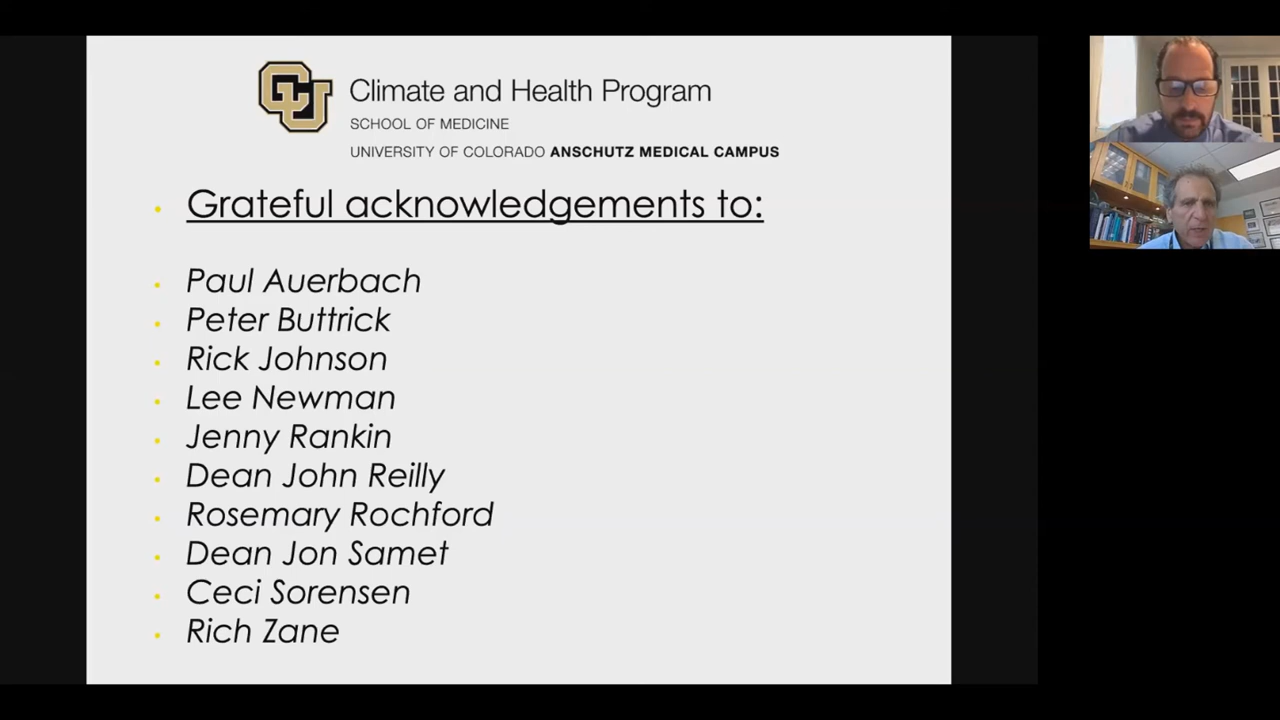 CU
Climate and Health Program
SCHOOL OF MEDICINE
UNIVERSITY OF COLORADO ANSCHUTZ MEDICAL CAMPUS
Grateful acknowledgements to:
Paul Auerbach
Peter Buttrick
Rick Johnson
Lee Newman
Jenny Rankin
Dean John Reilly
Rosemary Rochford
Dean Jon Samet
Ceci Sorensen
Rich Zane